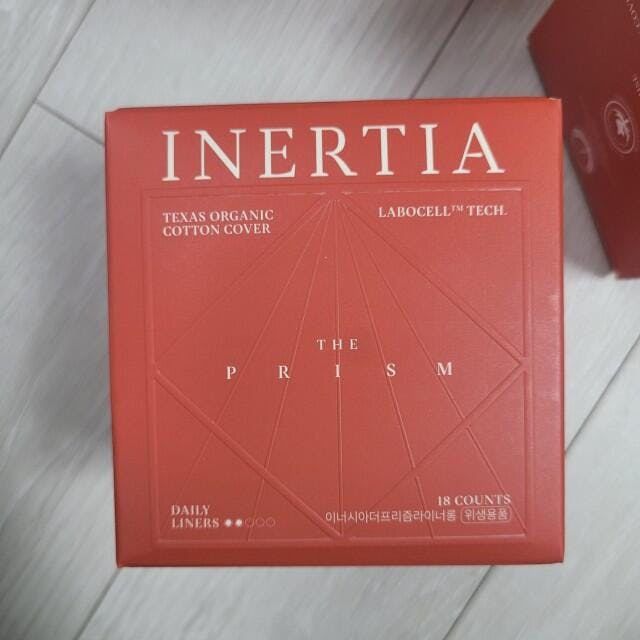 INERTIA
TEXAS ORGANIC
COTTON COVER
LABOCELL™ TECH.
THE
PRISM
DAILY
LINERS
18 COUNTS
이너시아더프리즘라이너롱 위생용품